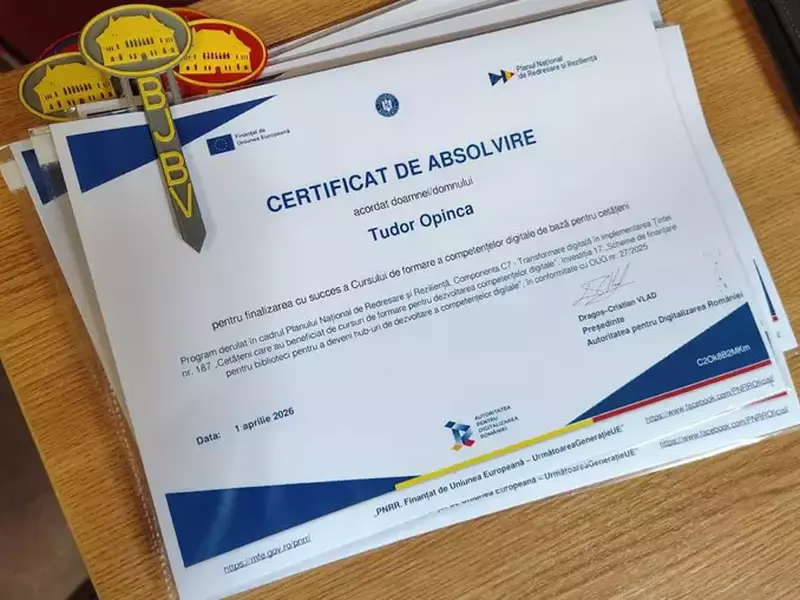 BJBV
Finanțat de
Uniunea Europeană
Planul Național
de Redresare și Reziliență
CERTIFICAT DE ABSOLVIRE
acordat doamnei/domnului
Tudor Opinca
pentru finalizarea cu succes a Cursului de formare a competențelor digitale de bază pentru cetățeni
Program derulat în cadrul Planului Național de Redresare și Reziliență, Componenta C7 - Transformare digitală în implementarea Țintei
nr. 187 „Cetățeni care au beneficiat de cursuri de formare pentru dezvoltarea competențelor digitale”, Investiția 17 „Scheme de finanțare
pentru biblioteci pentru a deveni hub-uri de dezvoltare a competențelor digitale”, în conformitate cu OUG nr. 27/2025
Dragoș-Cristian VLAD
Președinte
Autoritatea pentru Digitalizarea României
C2Ok8B2MKm
Data: 1 aprilie 2026
AUTORITATEA
PENTRU
DIGITALIZAREA
ROMÂNIEI
https://mfe.gov.ro/pnrr/
„PNRR. Finanțat de Uniunea Europeană – UrmătoareaGenerațieUE”
https://www.facebook.com/PNRROficial/
Uniunea Europeană – UrmătoareaGenerațieUE”
https://www.facebook.com/PNRROficial/